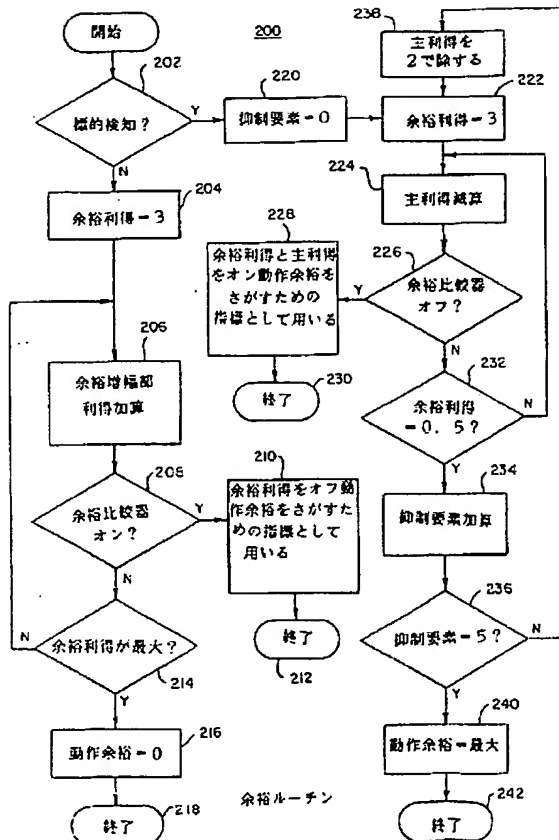 開始
200
202
標的検知?
Y
N
220
抑制要素=0
238
主利得を
2で除する
222
余裕利得=3
204
余裕利得=3
224
主利得減算
228
余裕利得と主利得
をオン動作余裕を
さがすための
指標として用いる
230
終了
226
余裕比較器
オフ?
Y
N
206
余裕増幅部
利得加算
208
余裕比較器
オン?
Y
N
210
余裕利得をオフ動
作余裕をさがすた
めの指標として
用いる
212
終了
232
余裕利得
=0.5?
N
Y
234
抑制要素加算
236
抑制要素=5?
N
Y
214
余裕利得が最大?
N
Y
216
動作余裕=0
218
終了
240
動作余裕=最大
242
終了
余裕ルーチン